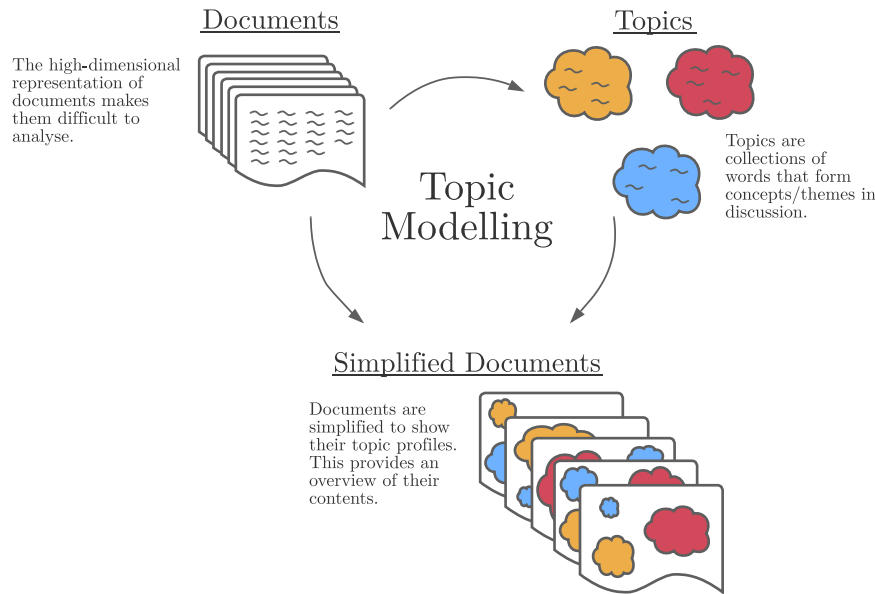 Documents
The high-dimensional
representation of
documents makes
them difficult to
analyse.
Topics
Topics are
collections of
words that form
concepts/themes in
discussion.
Topic
Modelling
Simplified Documents
Documents are
simplified to show
their topic profiles.
This provides an
overview of their
contents.